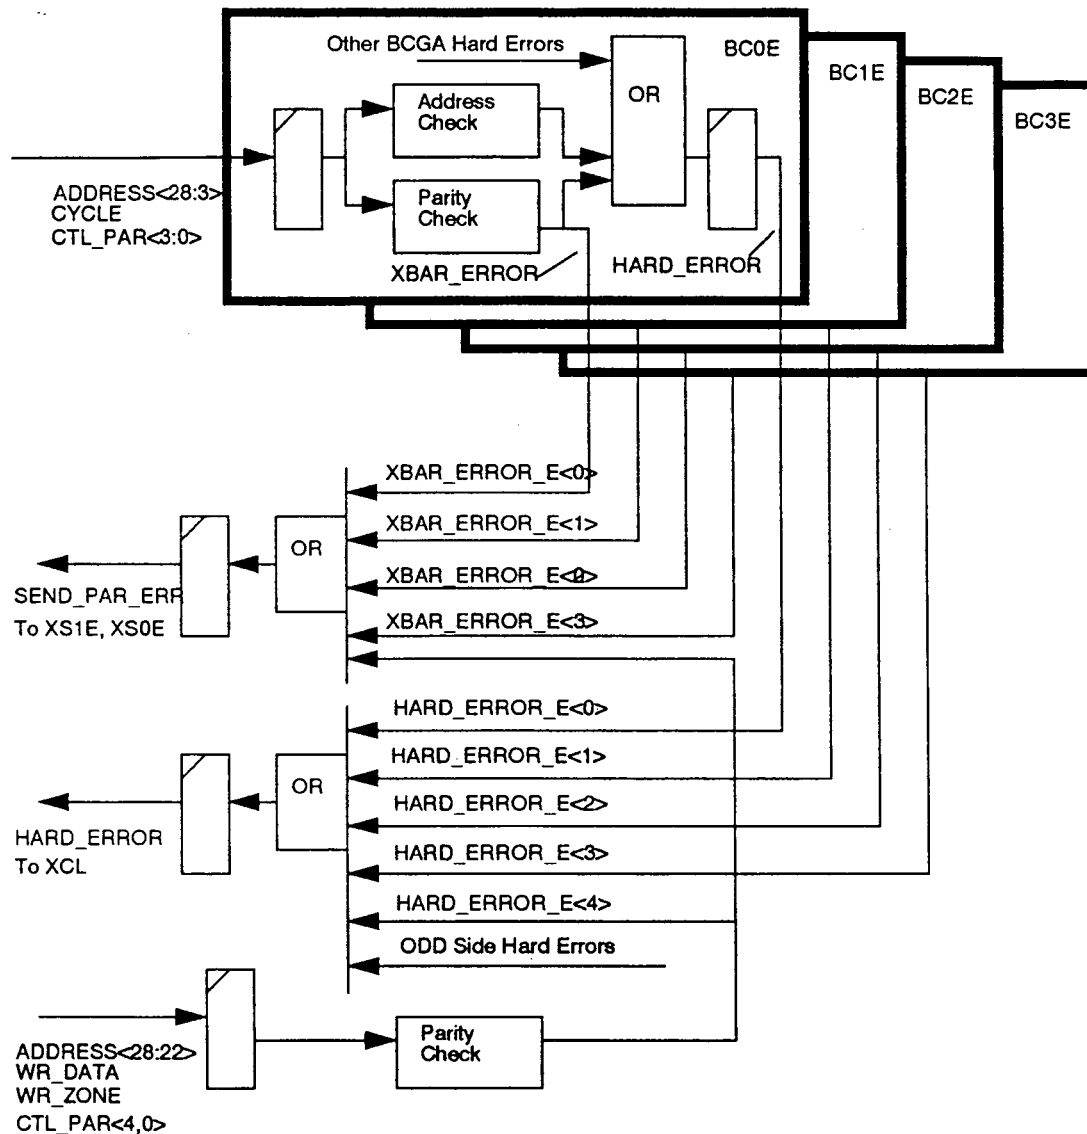 Other BCGA Hard Errors
BC0E
BC1E
BC2E
BC3E
OR
Address
Check
Parity
Check
ADDRESS<28:3>
CYCLE
CTL_PAR<3:0>
XBAR_ERROR
HARD_ERROR
XBAR_ERROR_E<0>
XBAR_ERROR_E<1>
OR
XBAR_ERROR_E<2>
SEND_PAR_ERR
XBAR_ERROR_E<3>
To XS1E, XS0E
HARD_ERROR_E<0>
HARD_ERROR_E<1>
OR
HARD_ERROR_E<2>
HARD_ERROR
To XCL
HARD_ERROR_E<3>
HARD_ERROR_E<4>
ODD Side Hard Errors
Parity
Check
ADDRESS<28:22>
WR_DATA
WR_ZONE
CTL_PAR<4,0>